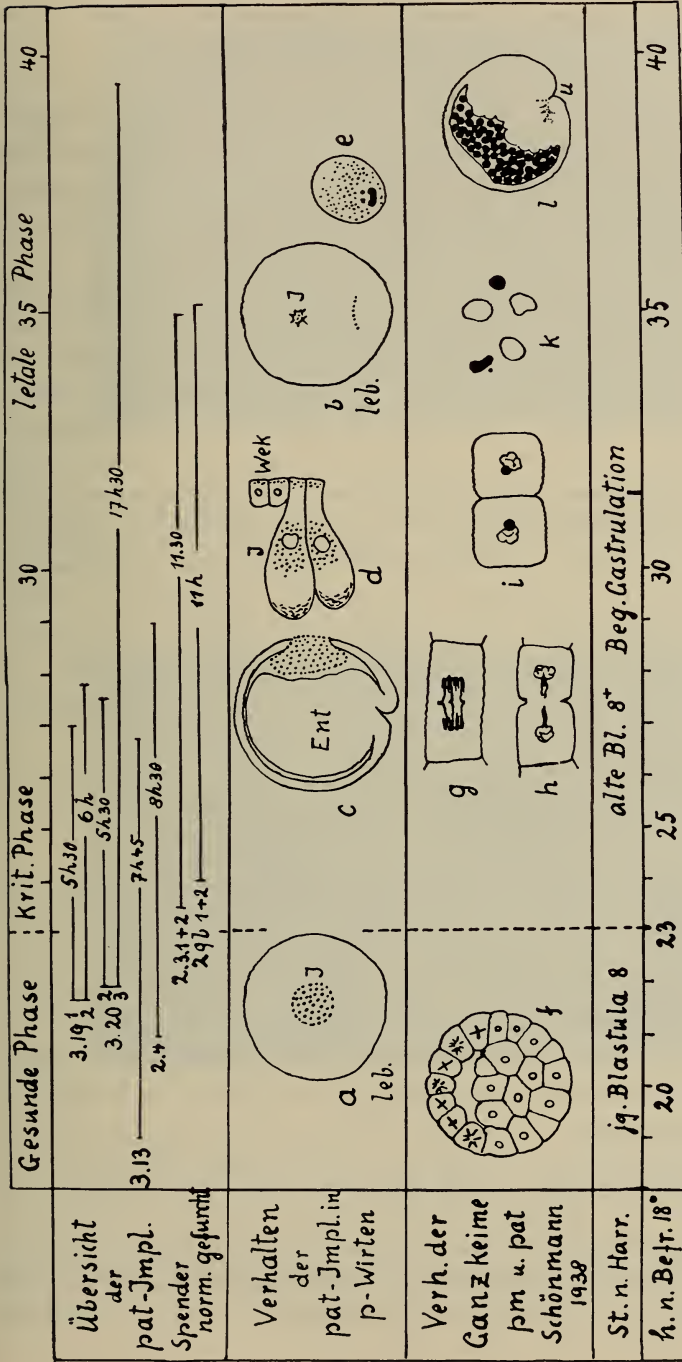 Gesunde Phase Krit. Phase 30 letale 35 Phase 40
Übersicht
der
pat-Jmpl.
Spender
norm. gefurcht
3.13
3.19 1
2
3.20 2
3
2.4
2.3.1+2
29b 1+2
5h30
6h
5h30
17h30
7h45
8h30
11.30
11h
Verhalten
der
pat-Jmpl. in
p-Wirten
a
leb.
J
c
Ent
d
J
Wek
b
leb.
J
e
Verh. der
Ganzkeime
pm u. pat
Schönmann
1938
f
g
h
i
k
l
u
St. n. Harr.
jg. Blastula 8
alte Bl. 8+
Beg. Gastrulation
h. n. Befr. 18°
20 23 25 30 35 40